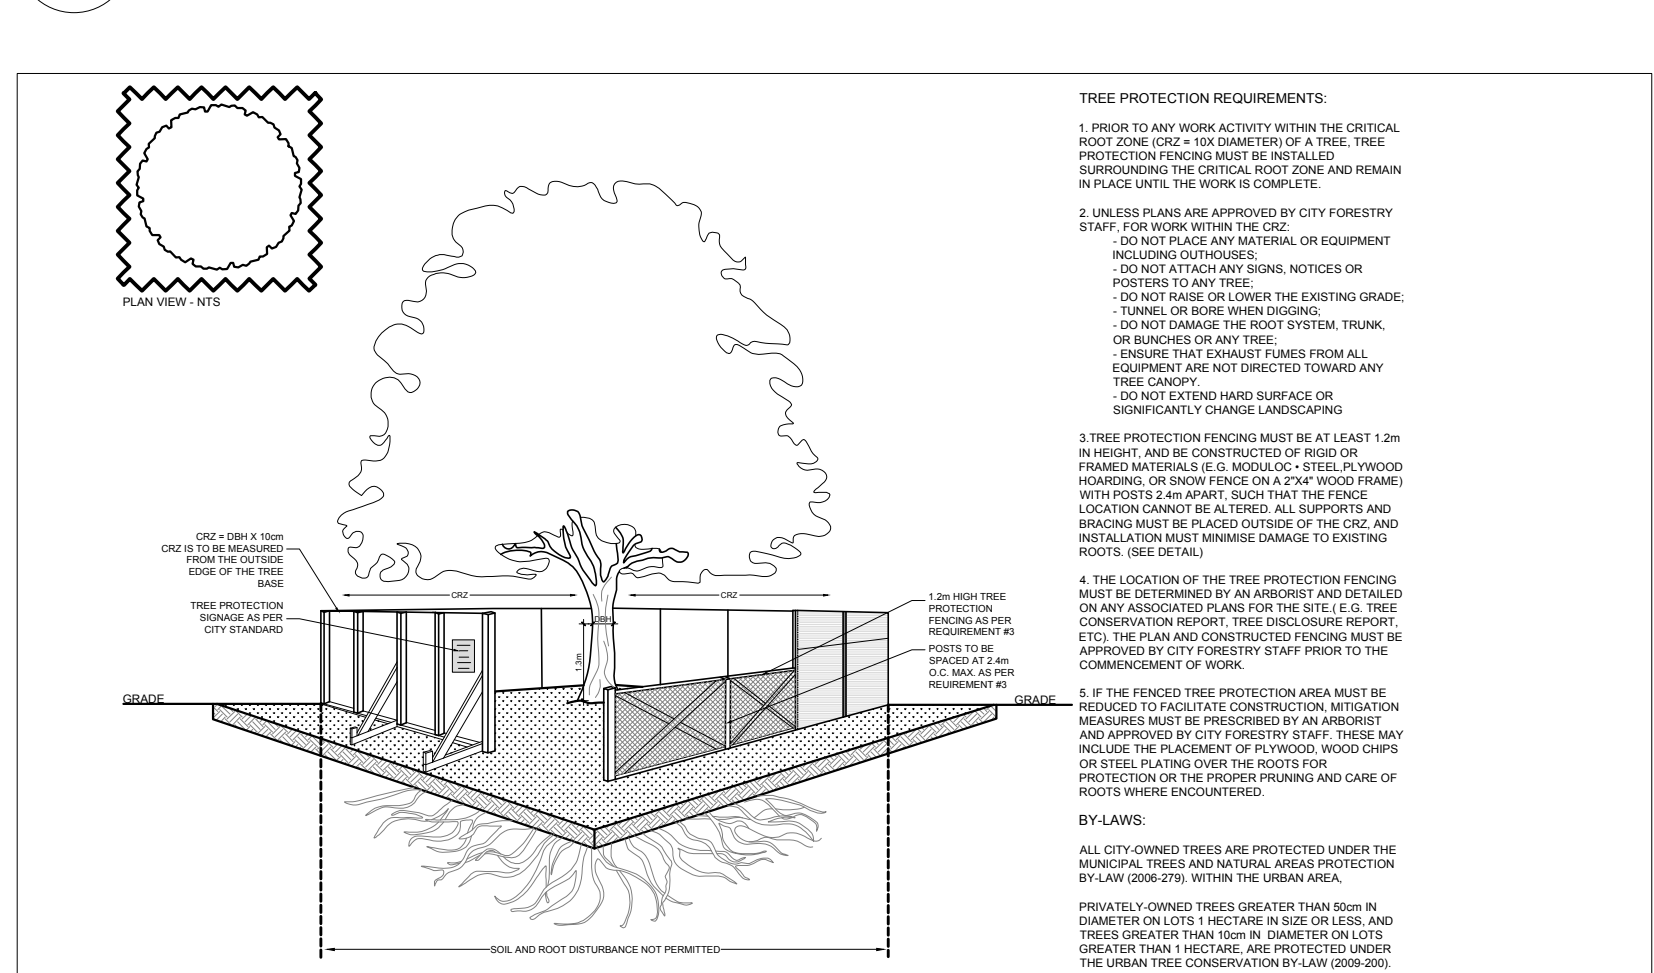 PLAN VIEW - NTS
CRZ = DBH X 10cm
CRZ IS TO BE MEASURED
FROM THE OUTSIDE
EDGE OF THE TREE
BASE
TREE PROTECTION
SIGNAGE AS PER
CITY STANDARD
CRZ
CRZ
DBH
1.3m
1.2m HIGH TREE
PROTECTION
FENCING AS PER
REQUIREMENT #3
POSTS TO BE
SPACED AT 2.4m
O.C. MAX. AS PER
REUIREMENT #3
GRADE
GRADE
SOIL AND ROOT DISTURBANCE NOT PERMITTED
TREE PROTECTION REQUIREMENTS:
1. PRIOR TO ANY WORK ACTIVITY WITHIN THE CRITICAL
ROOT ZONE (CRZ = 10X DIAMETER) OF A TREE, TREE
PROTECTION FENCING MUST BE INSTALLED
SURROUNDING THE CRITICAL ROOT ZONE AND REMAIN
IN PLACE UNTIL THE WORK IS COMPLETE.
2. UNLESS PLANS ARE APPROVED BY CITY FORESTRY
STAFF, FOR WORK WITHIN THE CRZ:
- DO NOT PLACE ANY MATERIAL OR EQUIPMENT
INCLUDING OUTHOUSES;
- DO NOT ATTACH ANY SIGNS, NOTICES OR
POSTERS TO ANY TREE;
- DO NOT RAISE OR LOWER THE EXISTING GRADE;
- TUNNEL OR BORE WHEN DIGGING;
- DO NOT DAMAGE THE ROOT SYSTEM, TRUNK,
OR BUNCHES OR ANY TREE;
- ENSURE THAT EXHAUST FUMES FROM ALL
EQUIPMENT ARE NOT DIRECTED TOWARD ANY
TREE CANOPY.
- DO NOT EXTEND HARD SURFACE OR
SIGNIFICANTLY CHANGE LANDSCAPING
3.TREE PROTECTION FENCING MUST BE AT LEAST 1.2m
IN HEIGHT, AND BE CONSTRUCTED OF RIGID OR
FRAMED MATERIALS (E.G. MODULOC • STEEL,PLYWOOD
HOARDING, OR SNOW FENCE ON A 2"X4" WOOD FRAME)
WITH POSTS 2.4m APART, SUCH THAT THE FENCE
LOCATION CANNOT BE ALTERED. ALL SUPPORTS AND
BRACING MUST BE PLACED OUTSIDE OF THE CRZ, AND
INSTALLATION MUST MINIMISE DAMAGE TO EXISTING
ROOTS. (SEE DETAIL)
4. THE LOCATION OF THE TREE PROTECTION FENCING
MUST BE DETERMINED BY AN ARBORIST AND DETAILED
ON ANY ASSOCIATED PLANS FOR THE SITE.( E.G. TREE
CONSERVATION REPORT, TREE DISCLOSURE REPORT,
ETC). THE PLAN AND CONSTRUCTED FENCING MUST BE
APPROVED BY CITY FORESTRY STAFF PRIOR TO THE
COMMENCEMENT OF WORK.
5. IF THE FENCED TREE PROTECTION AREA MUST BE
REDUCED TO FACILITATE CONSTRUCTION, MITIGATION
MEASURES MUST BE PRESCRIBED BY AN ARBORIST
AND APPROVED BY CITY FORESTRY STAFF. THESE MAY
INCLUDE THE PLACEMENT OF PLYWOOD, WOOD CHIPS
OR STEEL PLATING OVER THE ROOTS FOR
PROTECTION OR THE PROPER PRUNING AND CARE OF
ROOTS WHERE ENCOUNTERED.
BY-LAWS:
ALL CITY-OWNED TREES ARE PROTECTED UNDER THE
MUNICIPAL TREES AND NATURAL AREAS PROTECTION
BY-LAW (2006-279). WITHIN THE URBAN AREA,
PRIVATELY-OWNED TREES GREATER THAN 50cm IN
DIAMETER ON LOTS 1 HECTARE IN SIZE OR LESS, AND
TREES GREATER THAN 10cm IN DIAMETER ON LOTS
GREATER THAN 1 HECTARE, ARE PROTECTED UNDER
THE URBAN TREE CONSERVATION BY-LAW (2009-200).